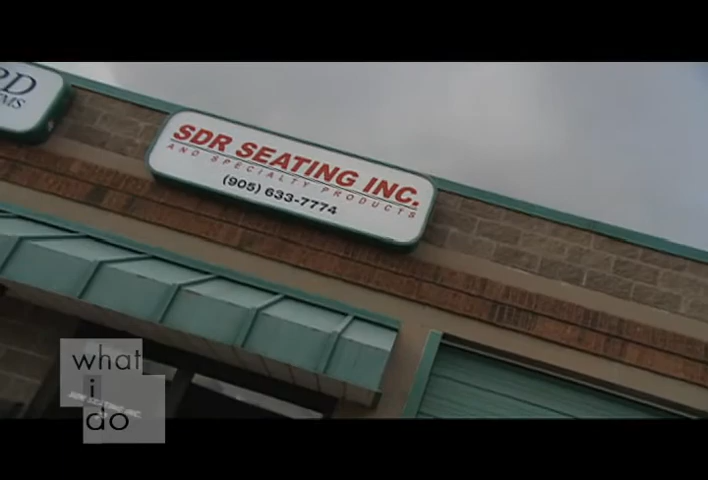 SDR SEATING INC.
AND SPECIALTY PRODUCTS
(905) 633-7774
what
i
do